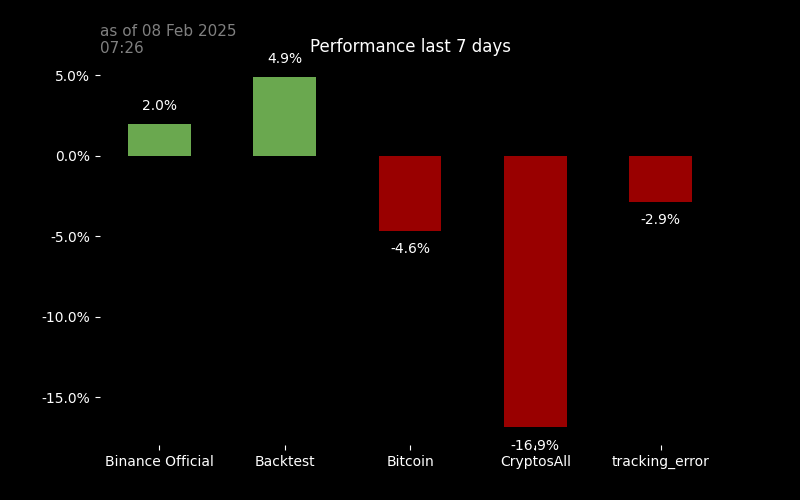 as of 08 Feb 2025
07:26
Performance last 7 days
5.0%
0.0%
-5.0%
-10.0%
-15.0%
2.0%
4.9%
-4.6%
-16.9%
-2.9%
Binance Official
Backtest
Bitcoin
CryptosAll
tracking_error